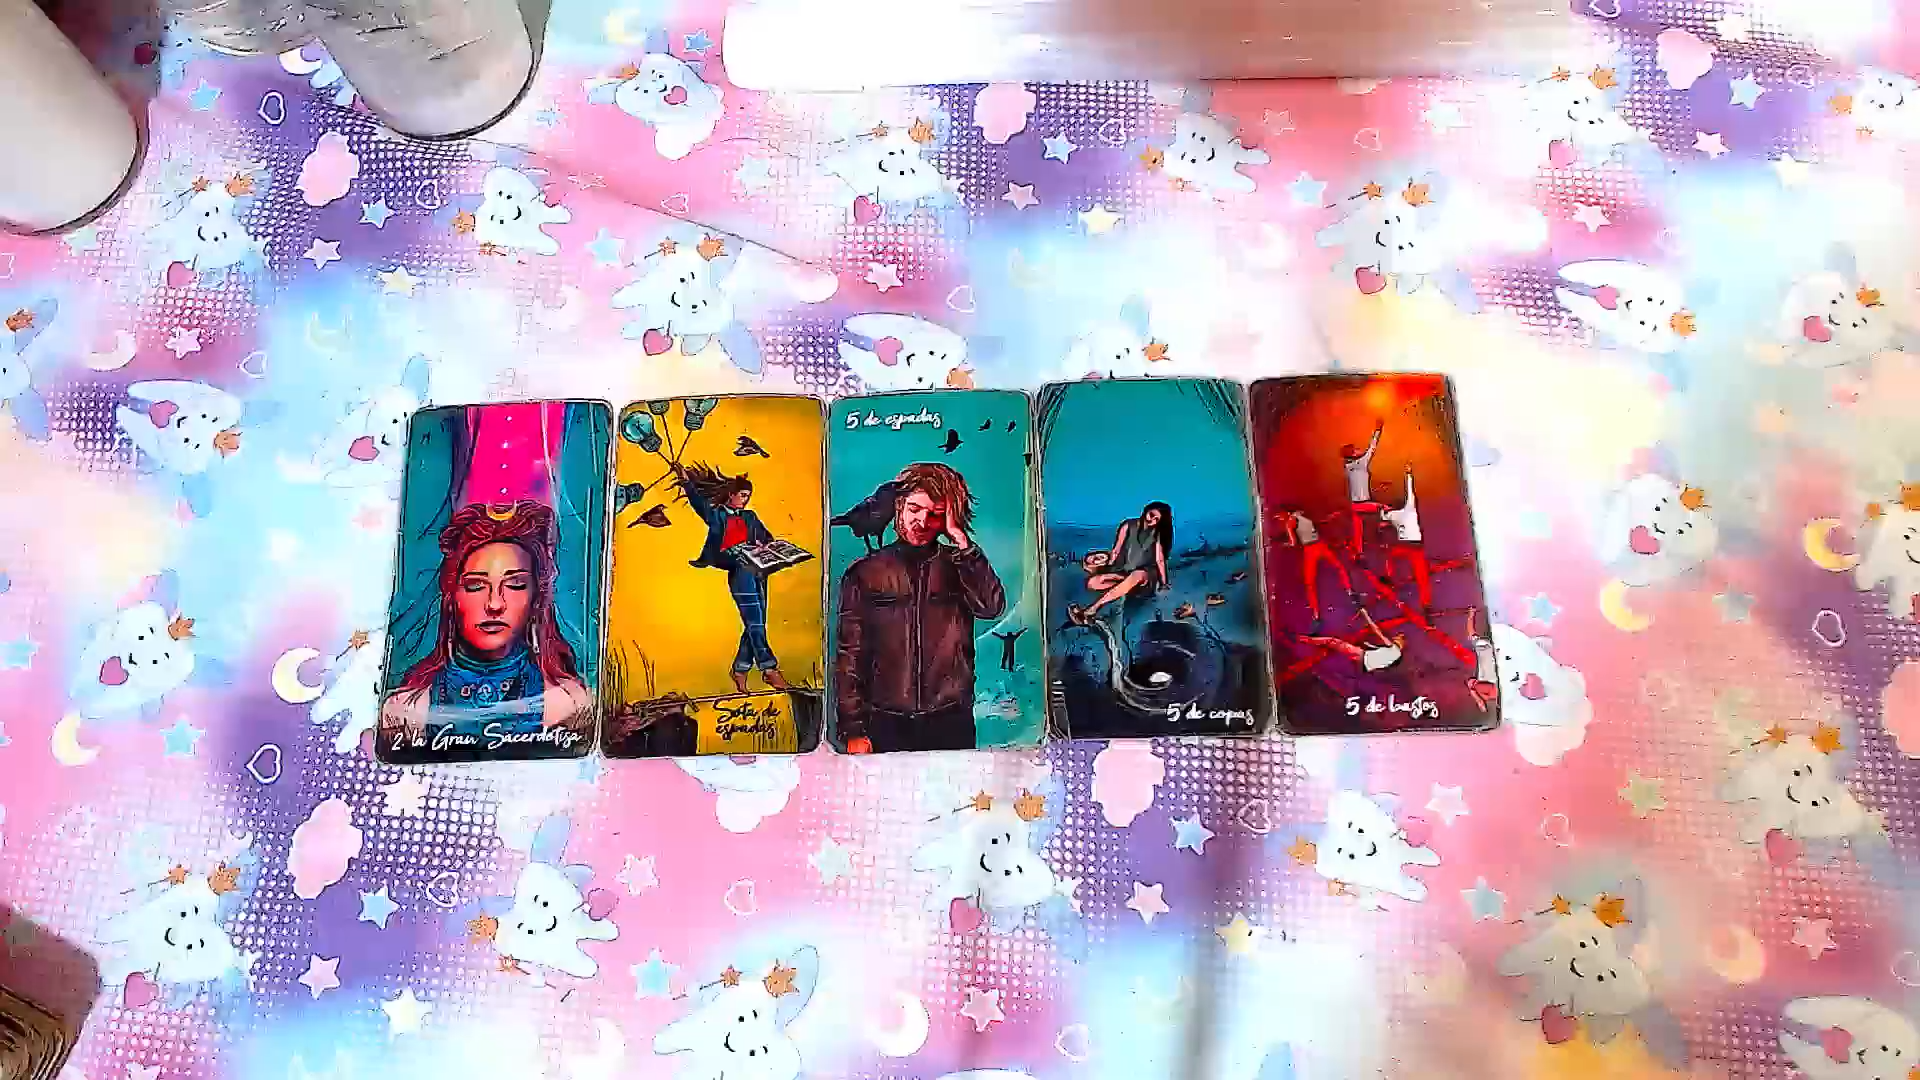 2. la Gran Sacerdotisa
Sota de
espadas
5 de espadas
5 de copas
5 de bastos